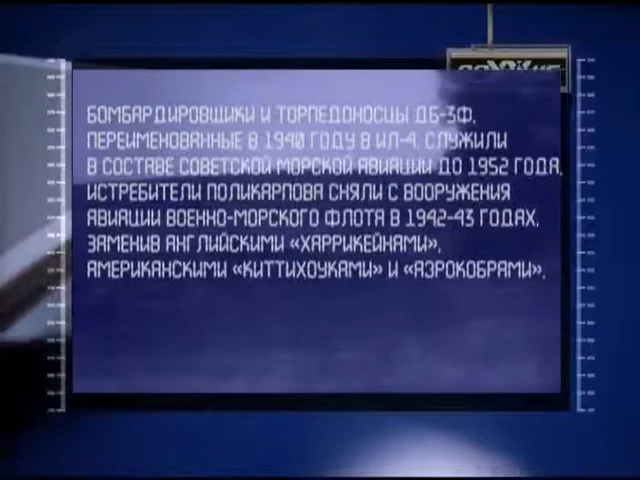 БОМБАРДИРОВЩИКИ И ТОРПЕДОНОСЦЫ ДБ-3Ф,
ПЕРЕИМЕНОВАННЫЕ В 1940 ГОДУ В ИЛ-4, СЛУЖИЛИ
В СОСТАВЕ СОВЕТСКОЙ МОРСКОЙ АВИАЦИИ ДО 1952 ГОДА.
ИСТРЕБИТЕЛИ ПОЛИКАРПОВА СНЯЛИ С ВООРУЖЕНИЯ
АВИАЦИИ ВОЕННО-МОРСКОГО ФЛОТА В 1942-43 ГОДАХ,
ЗАМЕНИВ АНГЛИЙСКИМИ «ХАРРИКЕЙНАМИ»,
АМЕРИКАНСКИМИ «КИТТИХОУКАМИ» И «АЭРОКОБРАМИ».